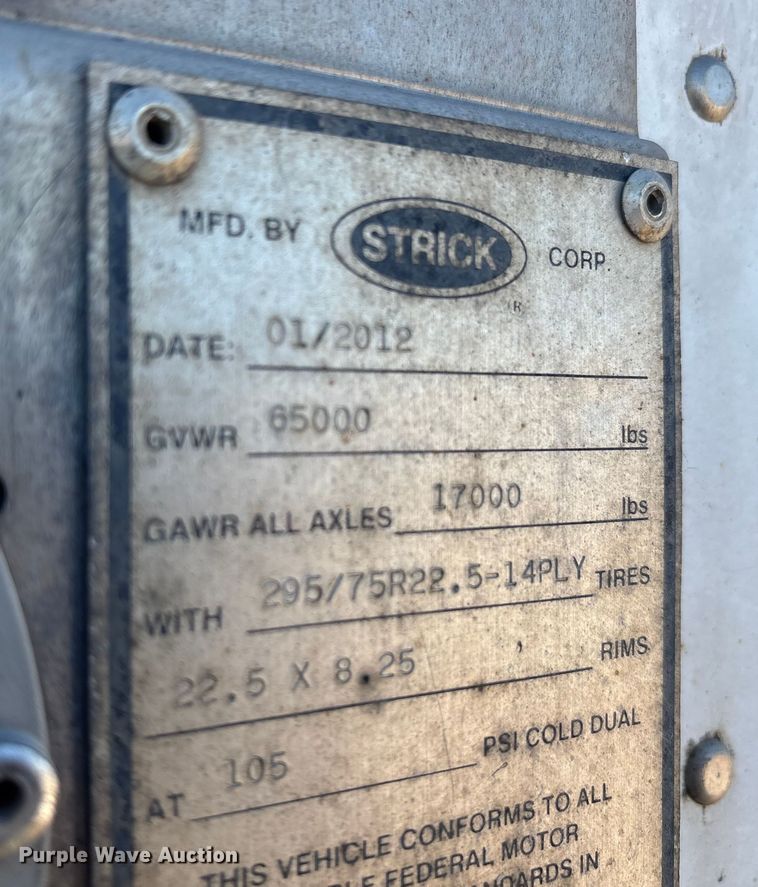 MFD. BY STRICK CORP.
®
DATE: 01/2012
GVWR 65000 lbs
GAWR ALL AXLES 17000 lbs
WITH 295/75R22.5-14PLY TIRES
22.5 X 8.25 RIMS
AT 105 PSI COLD DUAL
THIS VEHICLE CONFORMS TO ALL
FEDERAL MOTOR
IN
Purple Wave Auction